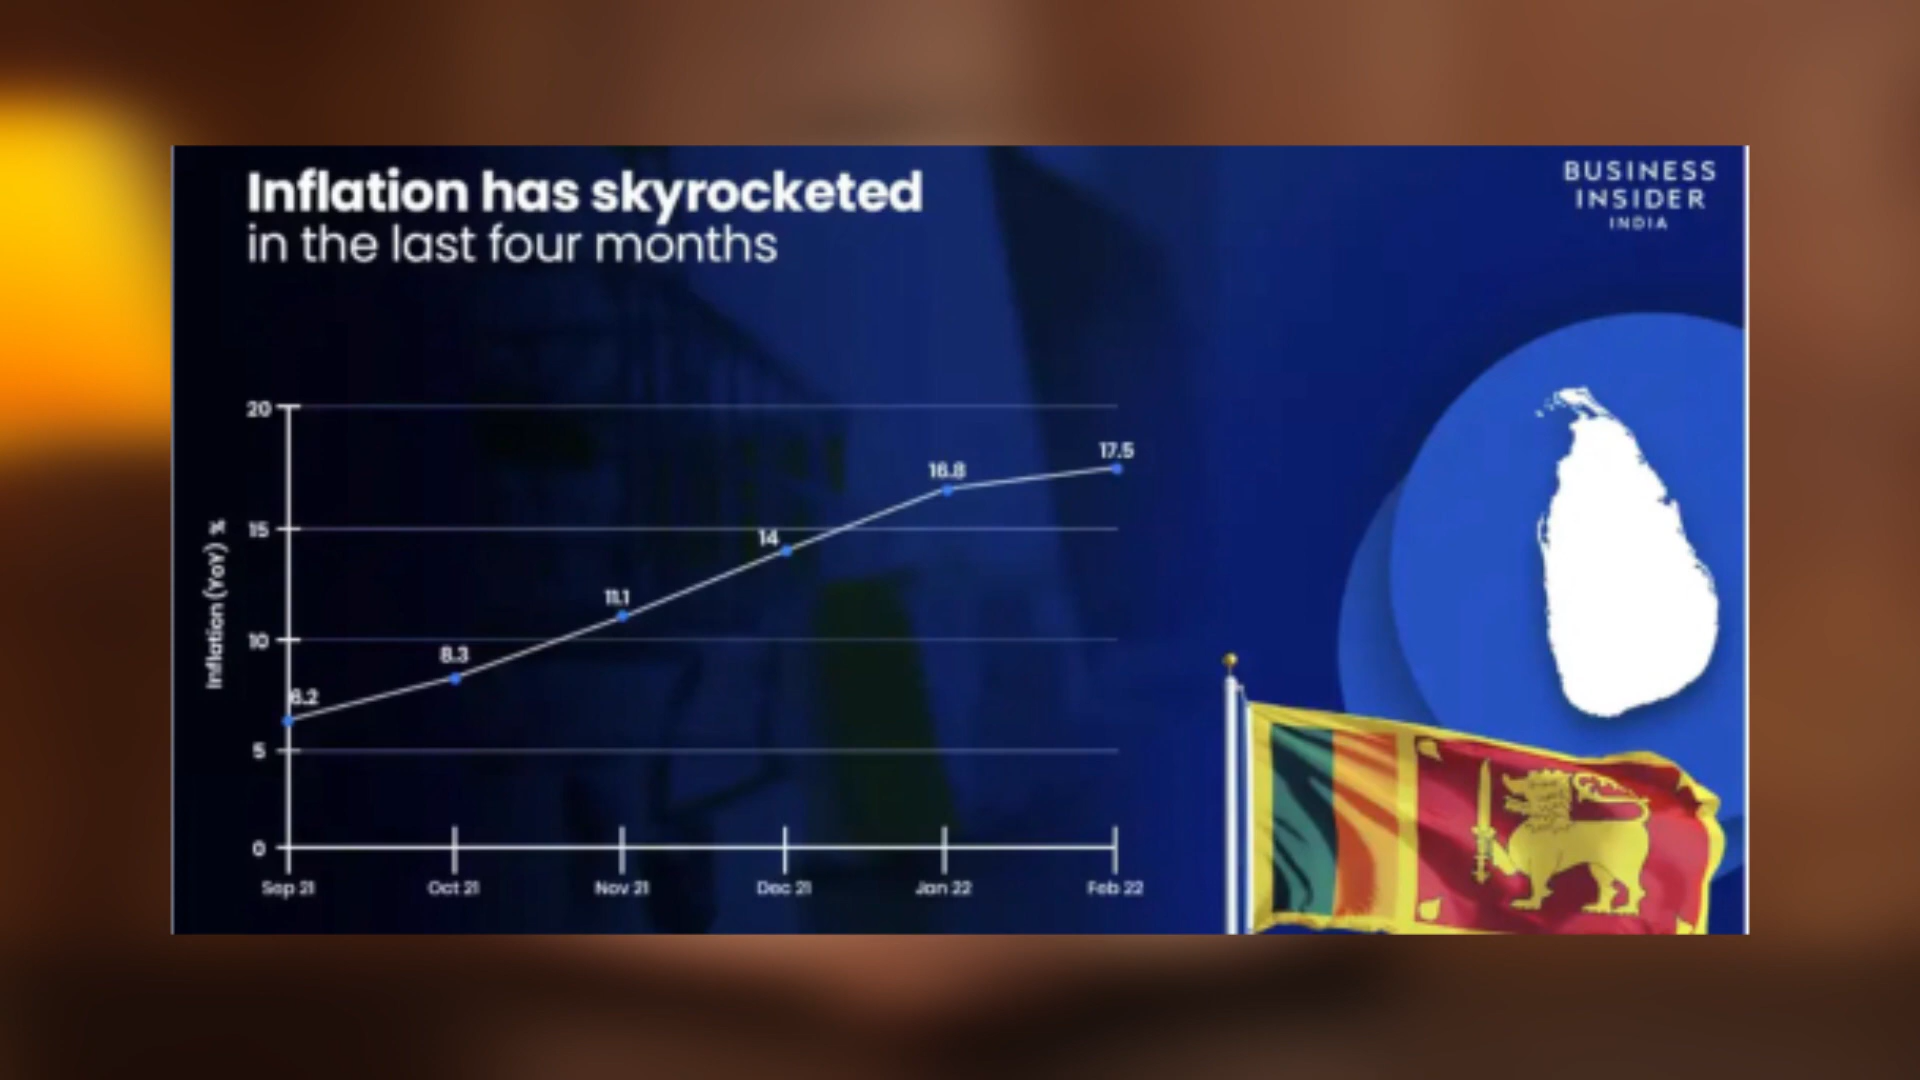 Inflation has skyrocketed
in the last four months
BUSINESS
INSIDER
INDIA
Inflation (YoY) %
20
15
10
5
0
6.2
8.3
11.1
14
16.8
17.5
Sep 21
Oct 21
Nov 21
Dec 21
Jan 22
Feb 22